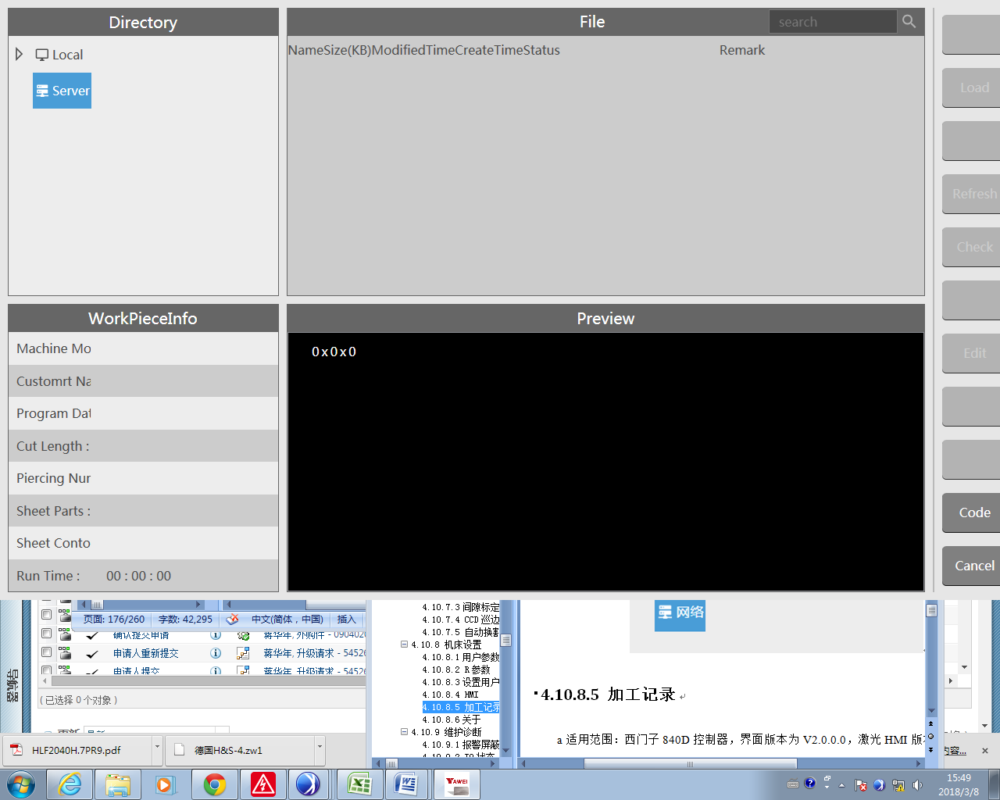 Directory
File
search
Local
Server
NameSize(KB)ModifiedTimeCreateTimeStatus
Remark
Load
Refresh
Check
Edit
Code
Cancel
WorkPieceInfo
Machine Mo
Customrt Na
Program Dat
Cut Length :
Piercing Nur
Sheet Parts :
Sheet Conto
Run Time : 00 : 00 : 00
Preview
0x0x0
页面: 176/260 字数: 42,295 中文(简体，中国) 插入
确认提交申请 蒋华年, 外购件 - 090402
申请人重新提交 蒋华年, 升级请求 - 5452
申请人提交 蒋华年, 升级请求 - 5452
导航器
( 已选择 0 个对象 )
4.10.7.3 间隙标定
4.10.7.4 CCD 巡边
4.10.7.5 自动换割
4.10.8 机床设置
4.10.8.1 用户参数
4.10.8.2 R 参数
4.10.8.3 设置用户
4.10.8.4 HMI
4.10.8.5 加工记录
4.10.8.6 关于
4.10.9 维护诊断
4.10.9.1 报警屏蔽
网络
4.10.8.5 加工记录
a 适用范围：西门子 840D 控制器，界面版本为 V2.0.0.0，激光 HMI 版本
HLF2040H.7PR9.pdf
德国H&S-4.zw1
内容...
YAWEI
15:49
2018/3/8